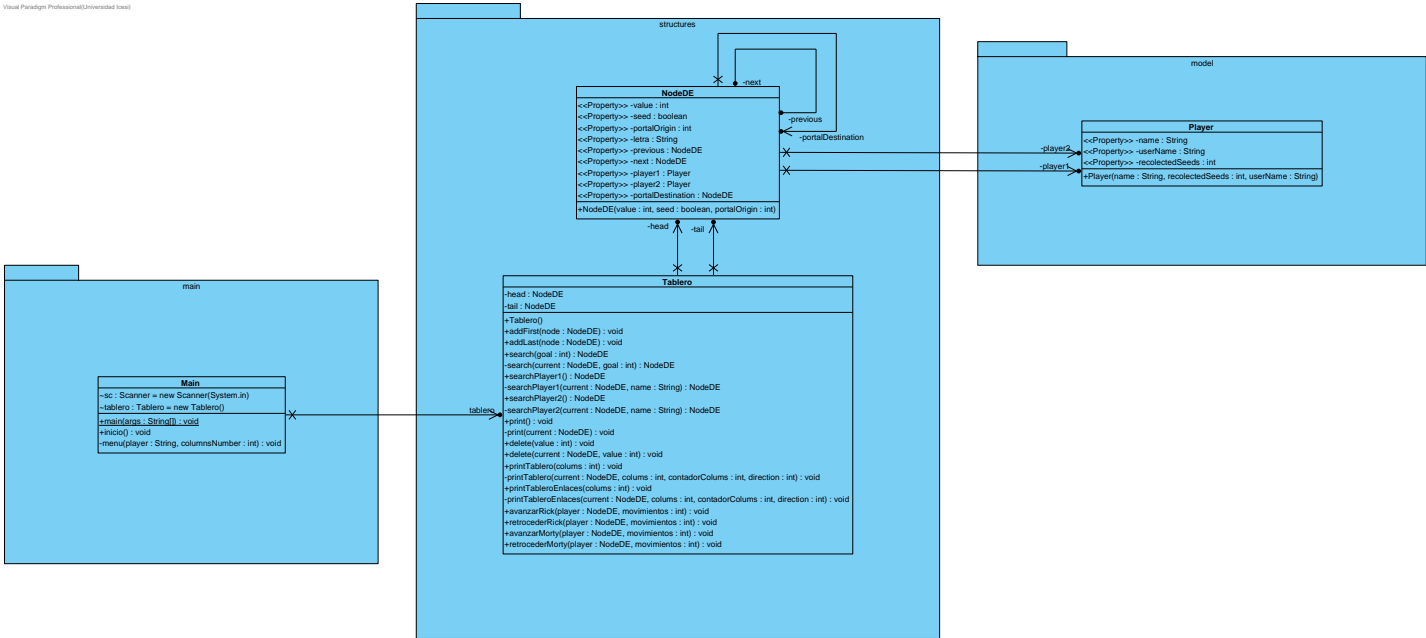 Visual Paradigm Professional(Universidad Icesi)
structures
NodeDE
<<Property>> -value : int
<<Property>> -seed : boolean
<<Property>> -portalOrigin : int
<<Property>> -letra : String
<<Property>> -previous : NodeDE
<<Property>> -next : NodeDE
<<Property>> -player1 : Player
<<Property>> -player2 : Player
<<Property>> -portalDestination : NodeDE
+NodeDE(value : int, seed : boolean, portalOrigin : int)
-next
-previous
-portalDestination
-player2
-player1
model
Player
<<Property>> -name : String
<<Property>> -userName : String
<<Property>> -recolectedSeeds : int
+Player(name : String, recolectedSeeds : int, userName : String)
-head
-tail
Tablero
-head : NodeDE
-tail : NodeDE
+Tablero()
+addFirst(node : NodeDE) : void
+addLast(node : NodeDE) : void
+search(goal : int) : NodeDE
-search(current : NodeDE, goal : int) : NodeDE
+searchPlayer1() : NodeDE
-searchPlayer1(current : NodeDE, name : String) : NodeDE
+searchPlayer2() : NodeDE
-searchPlayer2(current : NodeDE, name : String) : NodeDE
+print() : void
-print(current : NodeDE) : void
+delete(value : int) : void
+delete(current : NodeDE, value : int) : void
+printTablero(colums : int) : void
-printTablero(current : NodeDE, colums : int, contadorColums : int, direction : int) : void
+printTableroEnlaces(colums : int) : void
-printTableroEnlaces(current : NodeDE, colums : int, contadorColums : int, direction : int) : void
+avanzarRick(player : NodeDE, movimientos : int) : void
+retrocederRick(player : NodeDE, movimientos : int) : void
+avanzarMorty(player : NodeDE, movimientos : int) : void
+retrocederMorty(player : NodeDE, movimientos : int) : void
main
Main
~sc : Scanner = new Scanner(System.in)
~tablero : Tablero = new Tablero()
+main(args : String[]) : void
+inicio() : void
-menu(player : String, columnsNumber : int) : void
tablero